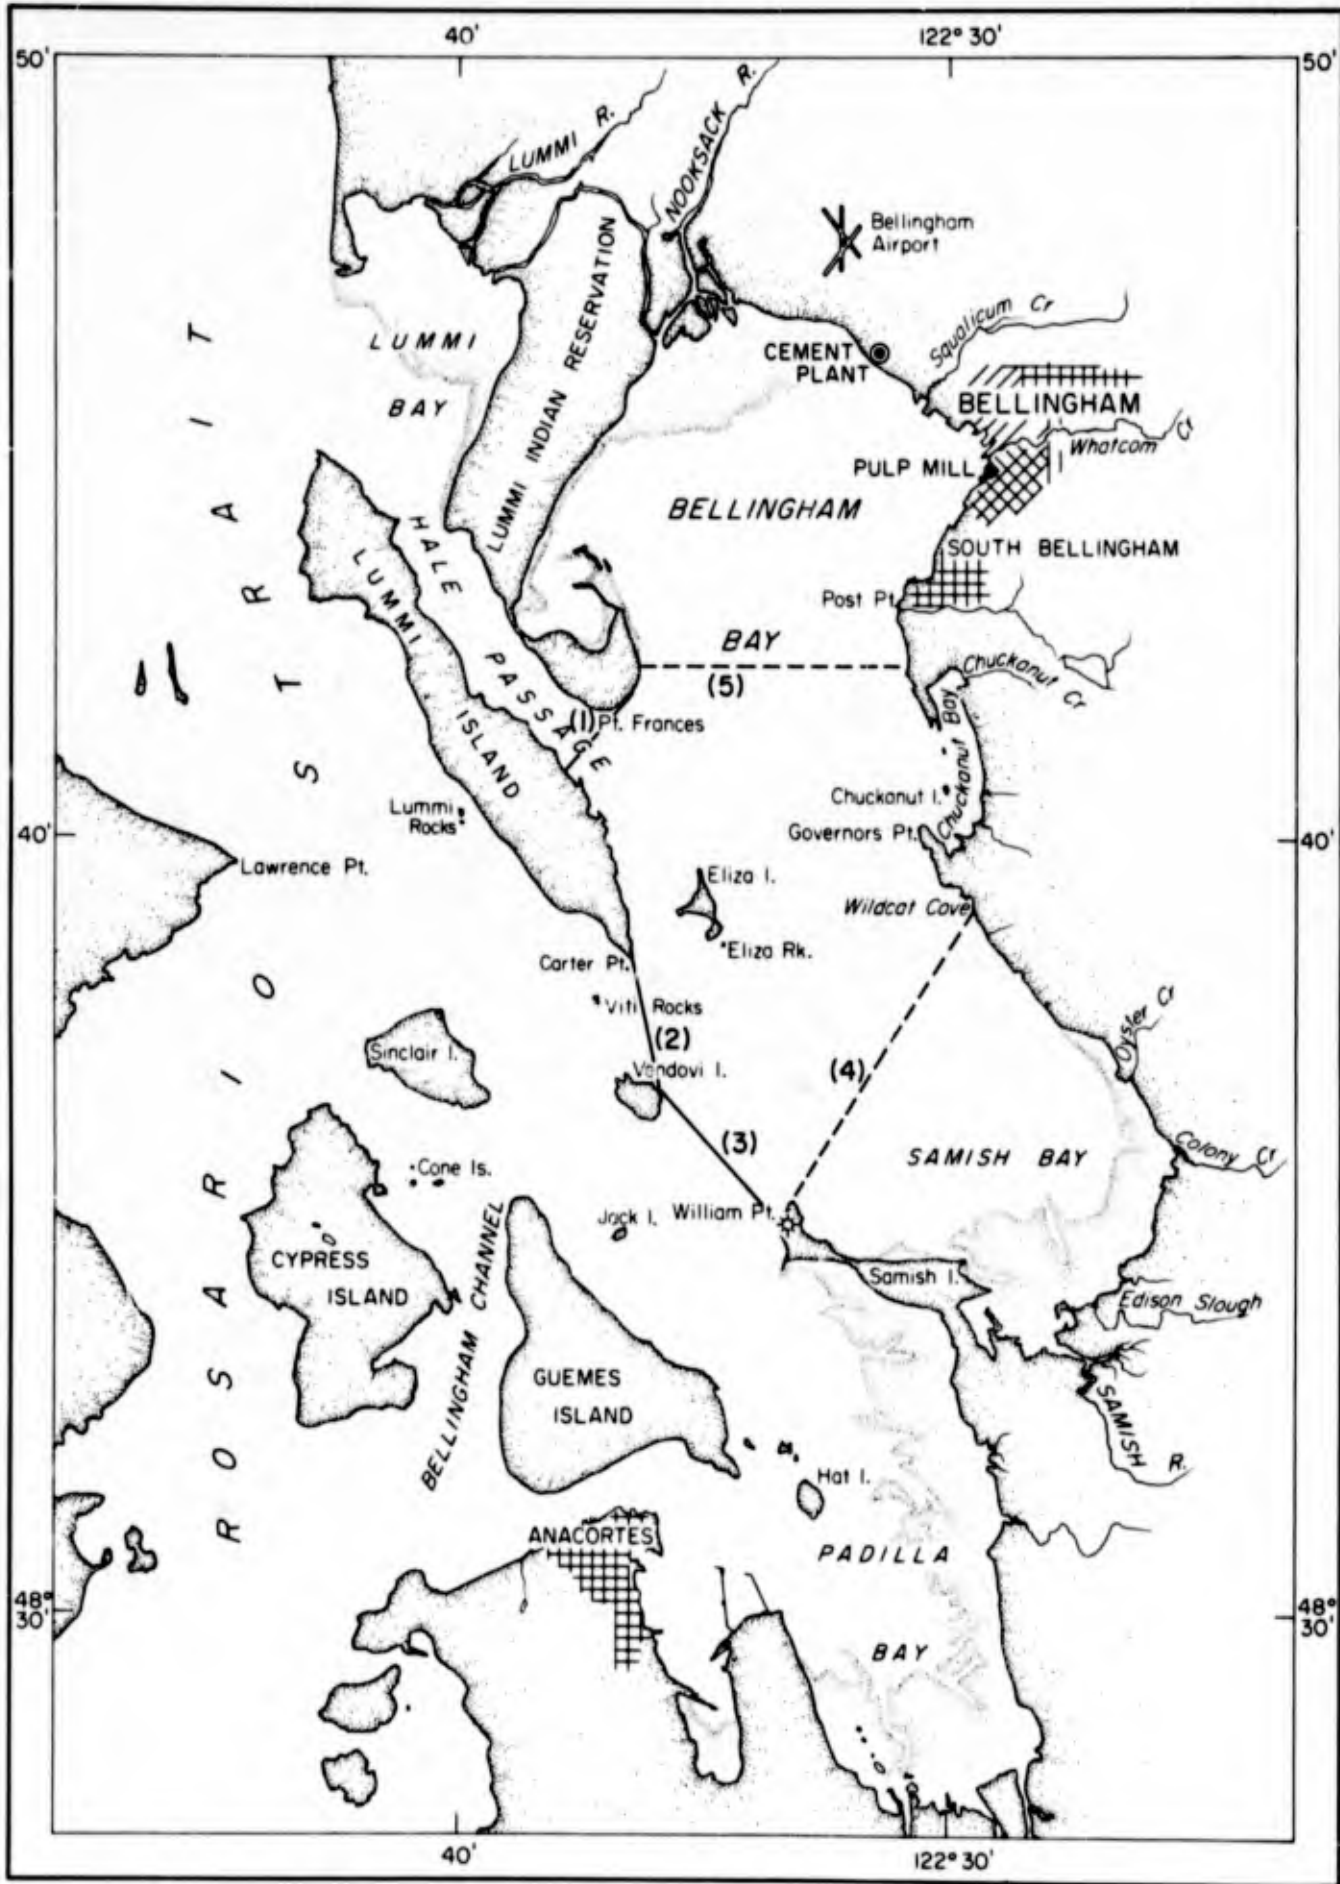 40'
122° 30'
50'
50'
LUMMI R.
NOOKSACK R.
Bellingham
Airport
Squalicum Cr
LUMMI
BAY
LUMMI INDIAN RESERVATION
CEMENT
PLANT
BELLINGHAM
Whatcom Cr
PULP MILL
BELLINGHAM
BAY
SOUTH BELLINGHAM
Post Pt.
HALE PASSAGE
LUMMI ISLAND
(5)
Chuckanut Cr
Chuckanut Bay
(1) Pt. Frances
Lummi
Rocks
Chuckanut I.
Governors Pt.
40'
40'
Lawrence Pt.
Eliza I.
Wildcat Cove
Eliza Rk.
Carter Pt.
Viti Rocks
Oyster Cr
Sinclair I.
(2)
Vendovi I.
(4)
(3)
SAMISH BAY
Colony Cr
Cone Is.
Jack I.
William Pt.
CYPRESS
ISLAND
BELLINGHAM CHANNEL
Samish I.
Edison Slough
GUEMES
ISLAND
SAMISH R.
Hat I.
ROSARIO STRAIT
ANACORTES
PADILLA
BAY
48°
30'
48°
30'
40'
122° 30'